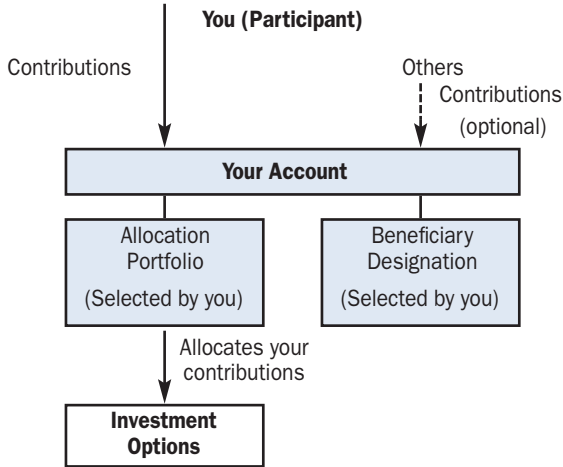 You (Participant)
Contributions
Others
Contributions
(optional)
Your Account
Allocation
Portfolio
(Selected by you)
Beneficiary
Designation
(Selected by you)
Allocates your
contributions
Investment
Options